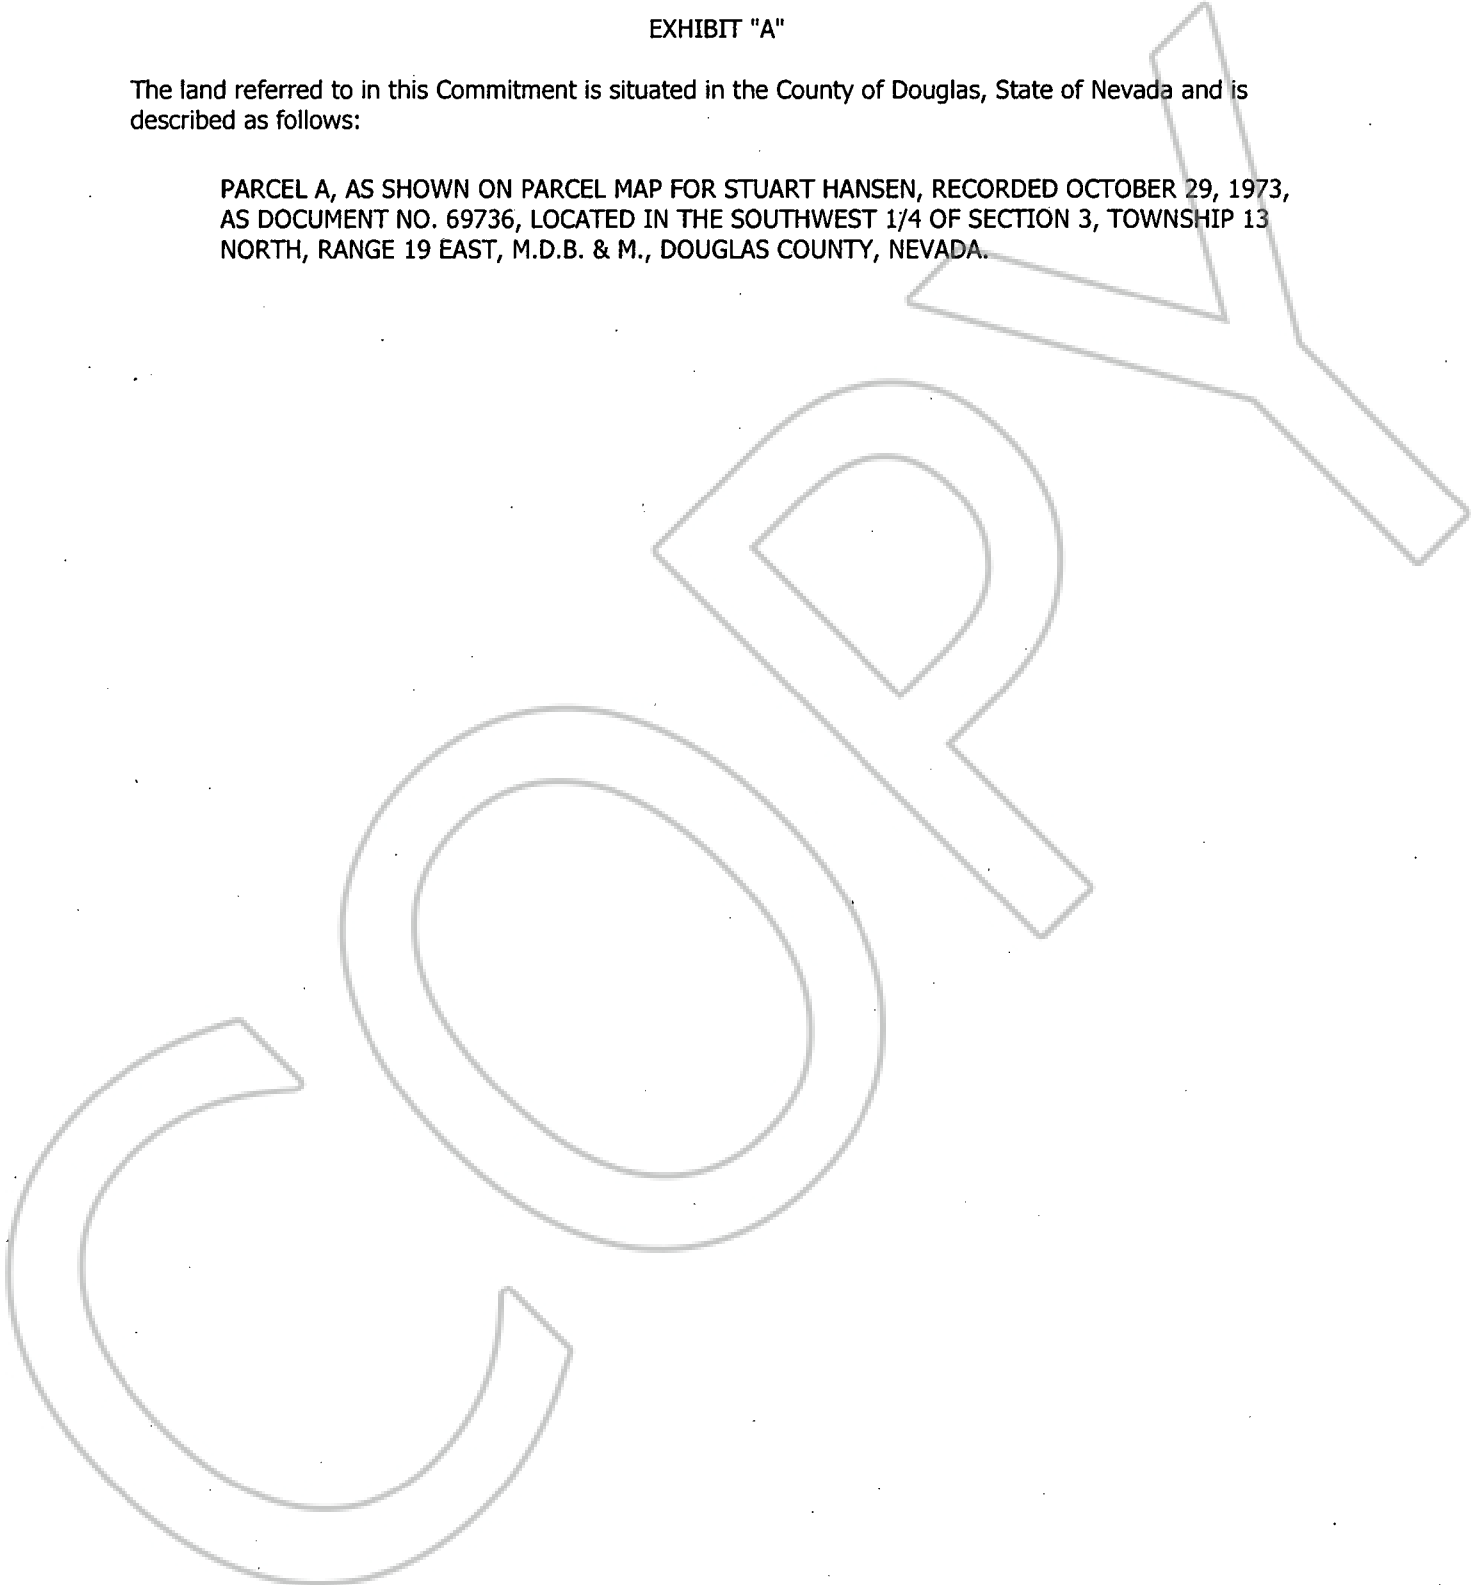 EXHIBIT "A"
The land referred to in this Commitment is situated in the County of Douglas, State of Nevada and is
described as follows:
PARCEL A, AS SHOWN ON PARCEL MAP FOR STUART HANSEN, RECORDED OCTOBER 29, 1973,
AS DOCUMENT NO. 69736, LOCATED IN THE SOUTHWEST 1/4 OF SECTION 3, TOWNSHIP 13
NORTH, RANGE 19 EAST, M.D.B. & M., DOUGLAS COUNTY, NEVADA.
COPY